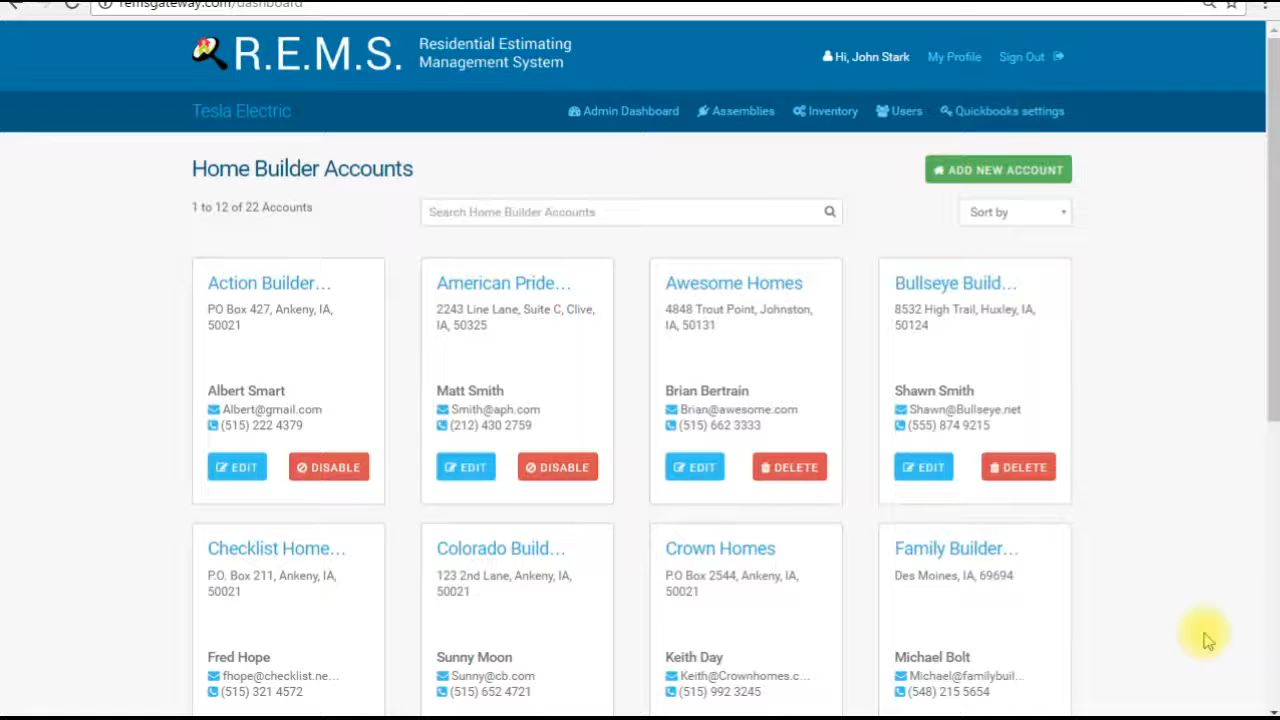 remsgateway.com/dashboard
R.E.M.S.
Residential Estimating
Management System
Hi, John Stark
My Profile
Sign Out
Tesla Electric
Admin Dashboard
Assemblies
Inventory
Users
Quickbooks settings
Home Builder Accounts
ADD NEW ACCOUNT
1 to 12 of 22 Accounts
Search Home Builder Accounts
Sort by
Action Builder...
PO Box 427, Ankeny, IA,
50021
Albert Smart
Albert@gmail.com
(515) 222 4379
EDIT
DISABLE
American Pride...
2243 Line Lane, Suite C, Clive,
IA, 50325
Matt Smith
Smith@aph.com
(212) 430 2759
EDIT
DISABLE
Awesome Homes
4848 Trout Point, Johnston,
IA, 50131
Brian Bertrain
Brian@awesome.com
(515) 662 3333
EDIT
DELETE
Bullseye Build...
8532 High Trail, Huxley, IA,
50124
Shawn Smith
Shawn@Bullseye.net
(555) 874 9215
EDIT
DELETE
Checklist Home...
P.O. Box 211, Ankeny, IA,
50021
Fred Hope
fhope@checklist.ne...
(515) 321 4572
Colorado Build...
123 2nd Lane, Ankeny, IA,
50021
Sunny Moon
Sunny@cb.com
(515) 652 4721
Crown Homes
P.O Box 2544, Ankeny, IA,
50021
Keith Day
Keith@Crownhomes.c...
(515) 992 3245
Family Builder...
Des Moines, IA, 69694
Michael Bolt
Michael@familybuil...
(548) 215 5654